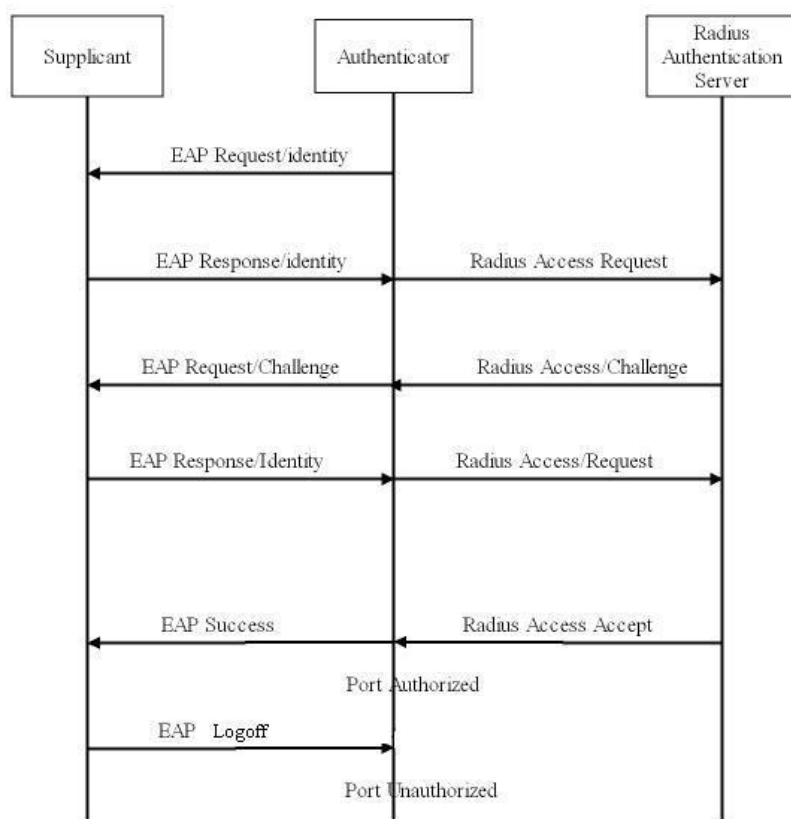 Supplicant
Authenticator
Radius
Authentication
Server
EAP Request/identity
EAP Response/identity
Radius Access Request
EAP Request/Challenge
Radius Access/Challenge
EAP Response/Identity
Radius Access/Request
EAP Success
Radius Access Accept
Port Authorized
EAP Logoff
Port Unauthorized